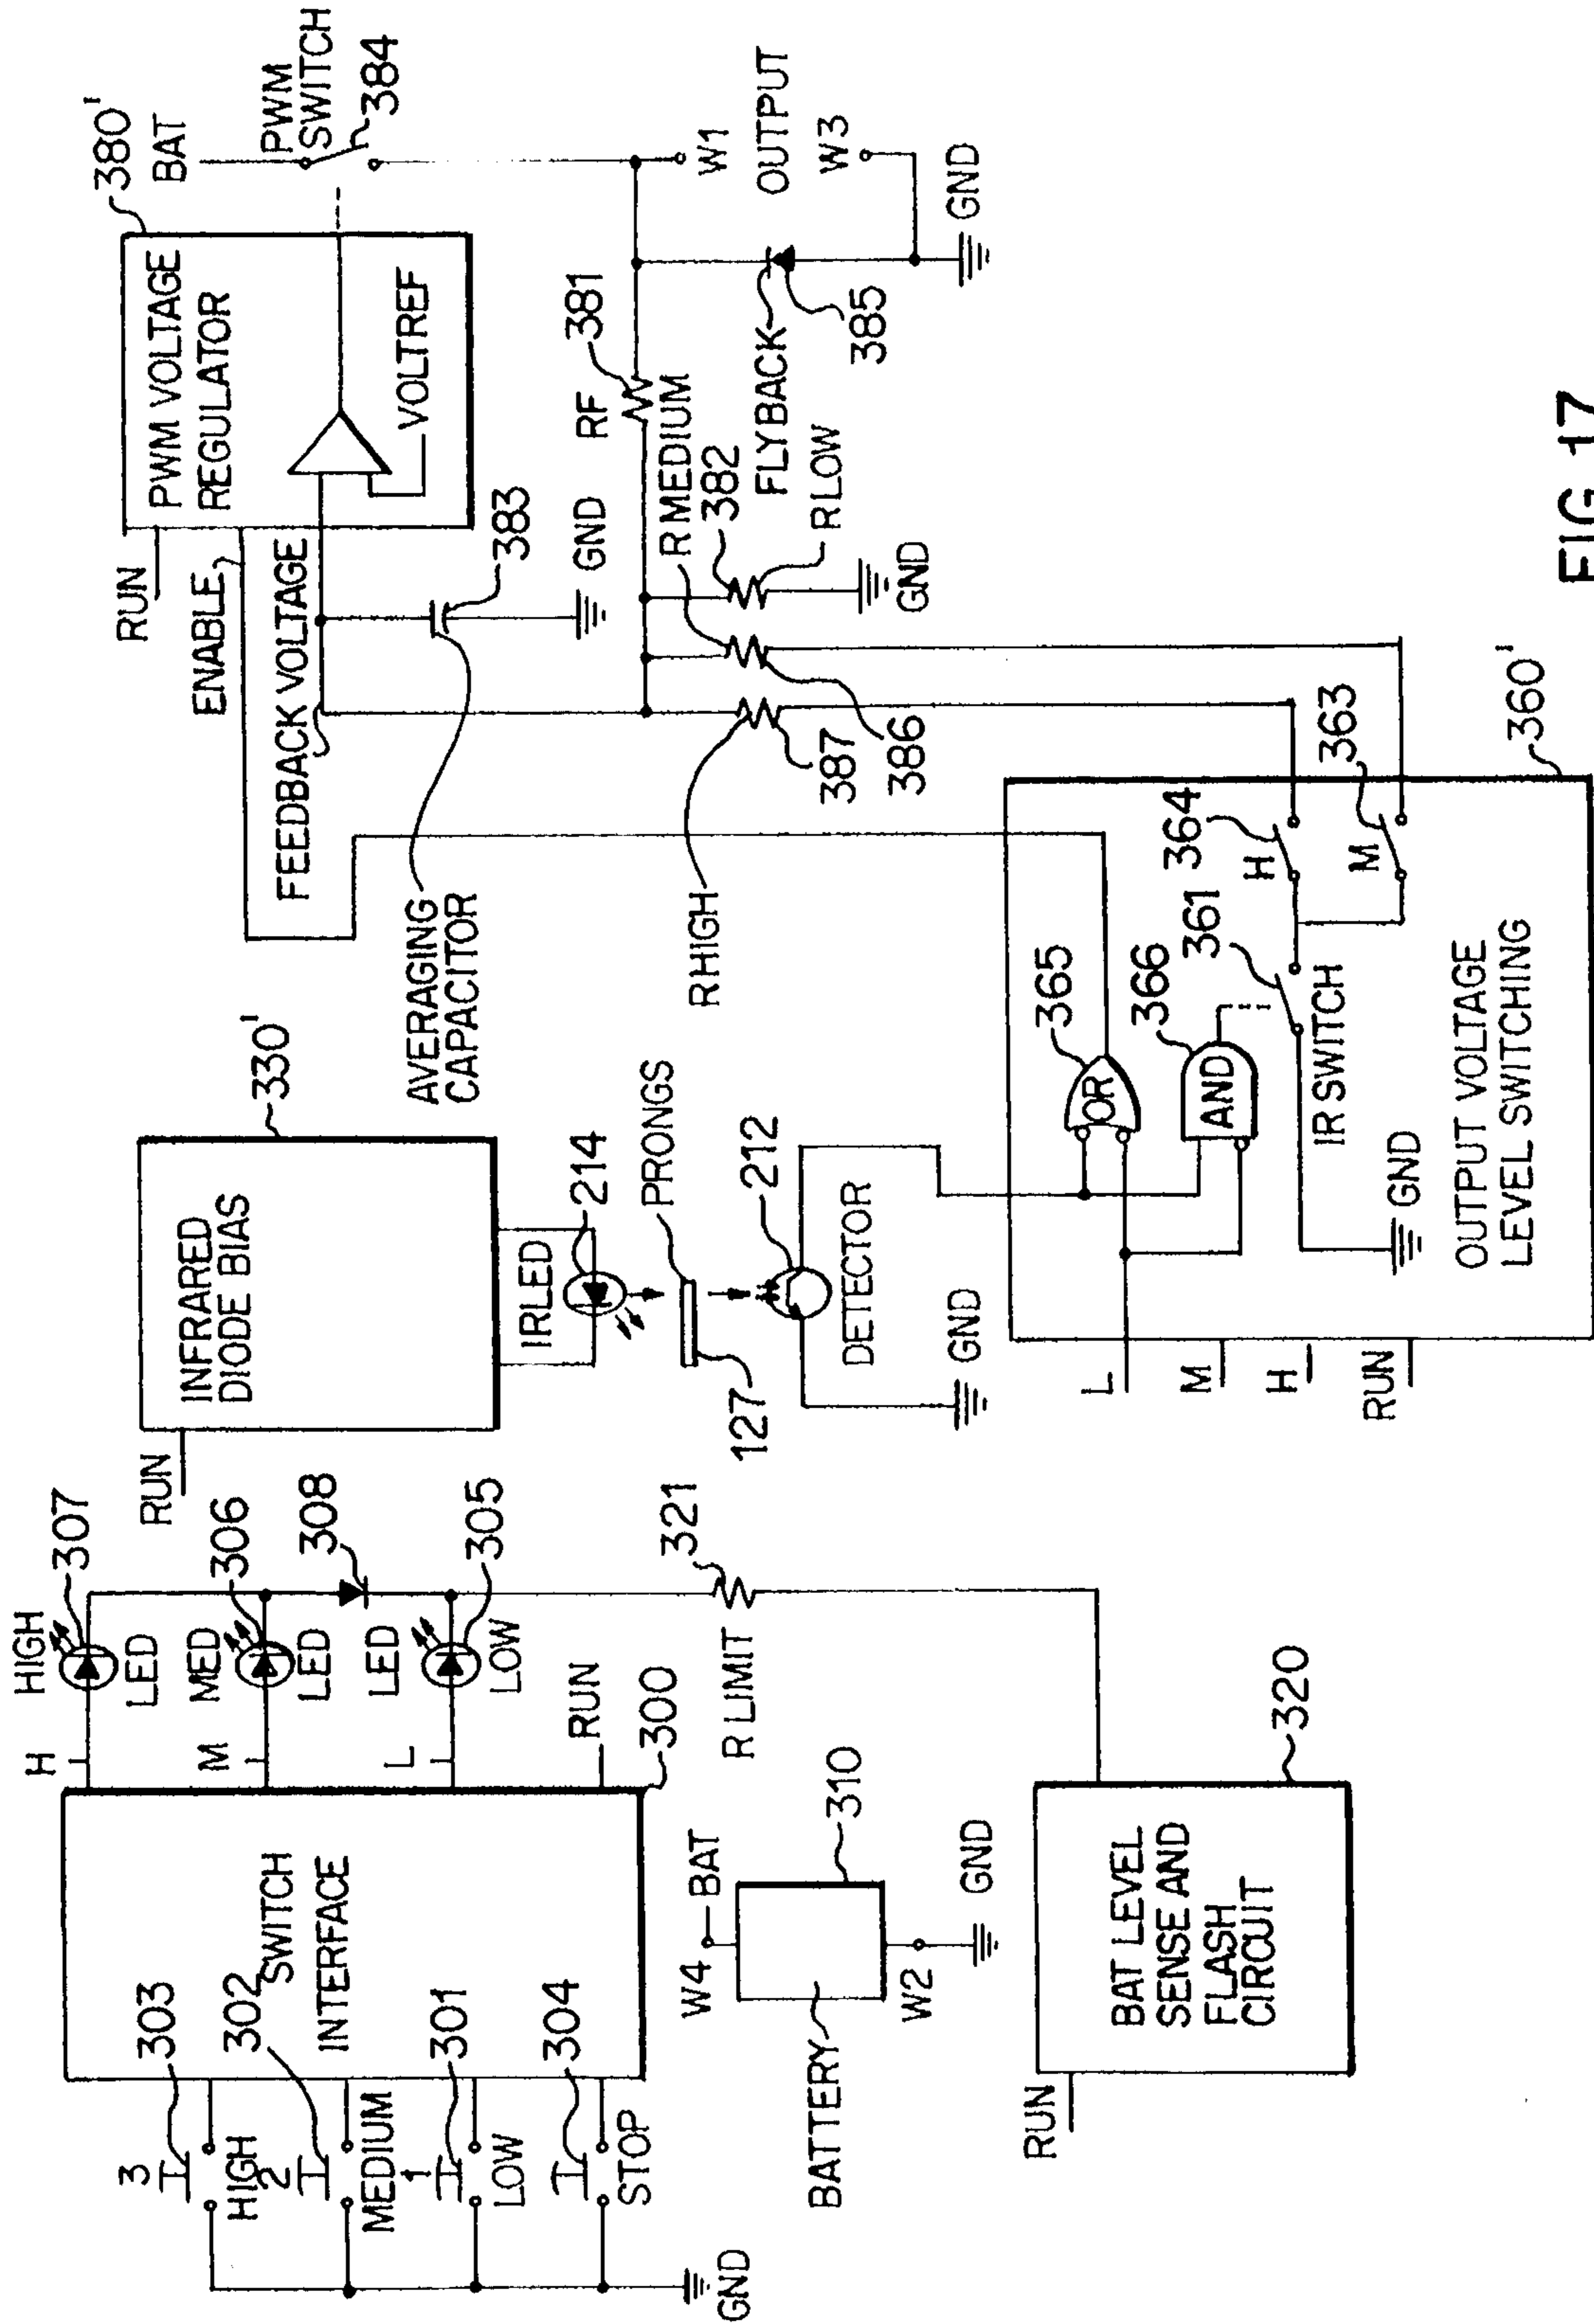 3
303
HIGH
2
302
MEDIUM
1
301
LOW
304
STOP
GND
SWITCH
INTERFACE
300
H
M
L
RUN
HIGH
307
LED
MED
306
LED
308
LED
305
LOW
R LIMIT
321
W4
BAT
310
BATTERY
W2
GND
RUN
BAT LEVEL
SENSE AND
FLASH
CIRCUIT
320
RUN
INFRARED
DIODE BIAS
330'
IRLED
214
PRONGS
127
212
DETECTOR
GND
L
M
H
RUN
365
OR
366
AND
361
IR SWITCH
GND
364
H
363
M
OUTPUT VOLTAGE
LEVEL SWITCHING
360'
RUN
ENABLE
FEEDBACK VOLTAGE
PWM VOLTAGE
REGULATOR
VOLTREF
380'
BAT
PWM
SWITCH
384
383
GND
AVERAGING
CAPACITOR
RF
381
R MEDIUM
382
R LOW
GND
R HIGH
387
386
FLYBACK
385
W1
OUTPUT
W3
GND
FIG. 17